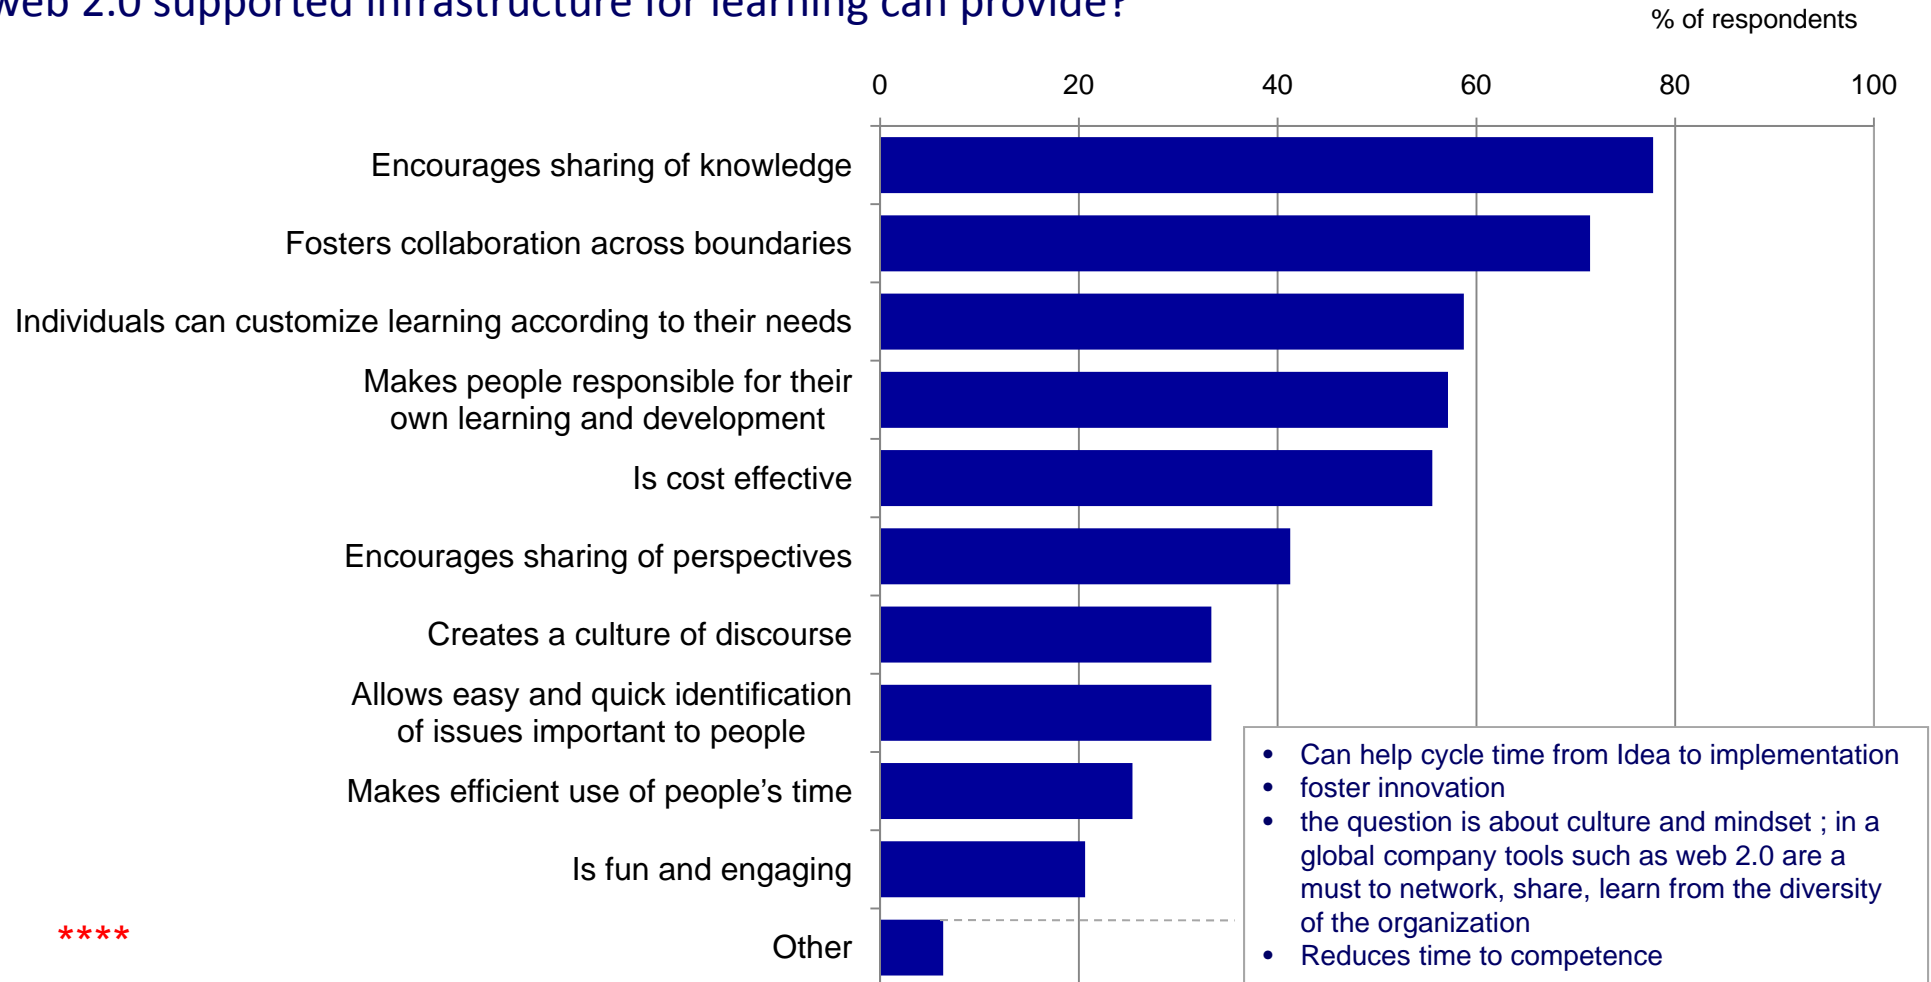 web 2.0 supported infrastructure for learning can provide?
% of respondents
0 20 40 60 80 100
Encourages sharing of knowledge
Fosters collaboration across boundaries
Individuals can customize learning according to their needs
Makes people responsible for their
own learning and development
Is cost effective
Encourages sharing of perspectives
Creates a culture of discourse
Allows easy and quick identification
of issues important to people
Makes efficient use of people’s time
Is fun and engaging
Other
****
• Can help cycle time from Idea to implementation
• foster innovation
• the question is about culture and mindset ; in a
global company tools such as web 2.0 are a
must to network, share, learn from the diversity
of the organization
• Reduces time to competence